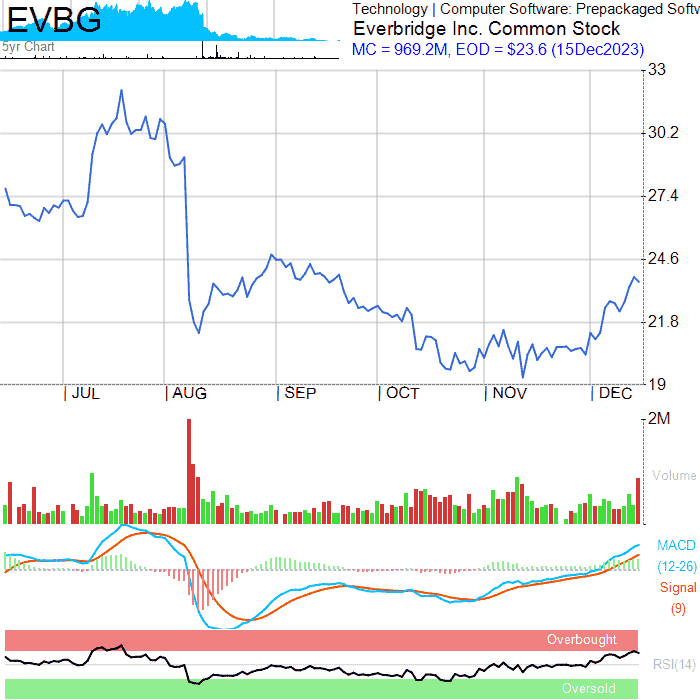 EVBG
5yr Chart
Technology | Computer Software: Prepackaged Softw
Everbridge Inc. Common Stock
MC = 969.2M, EOD = $23.6 (15Dec2023)
33
30.2
27.4
24.6
21.8
19
JUL AUG SEP OCT NOV DEC
2M
Volume
MACD
(12-26)
Signal
(9)
Overbought
RSI(14)
Oversold